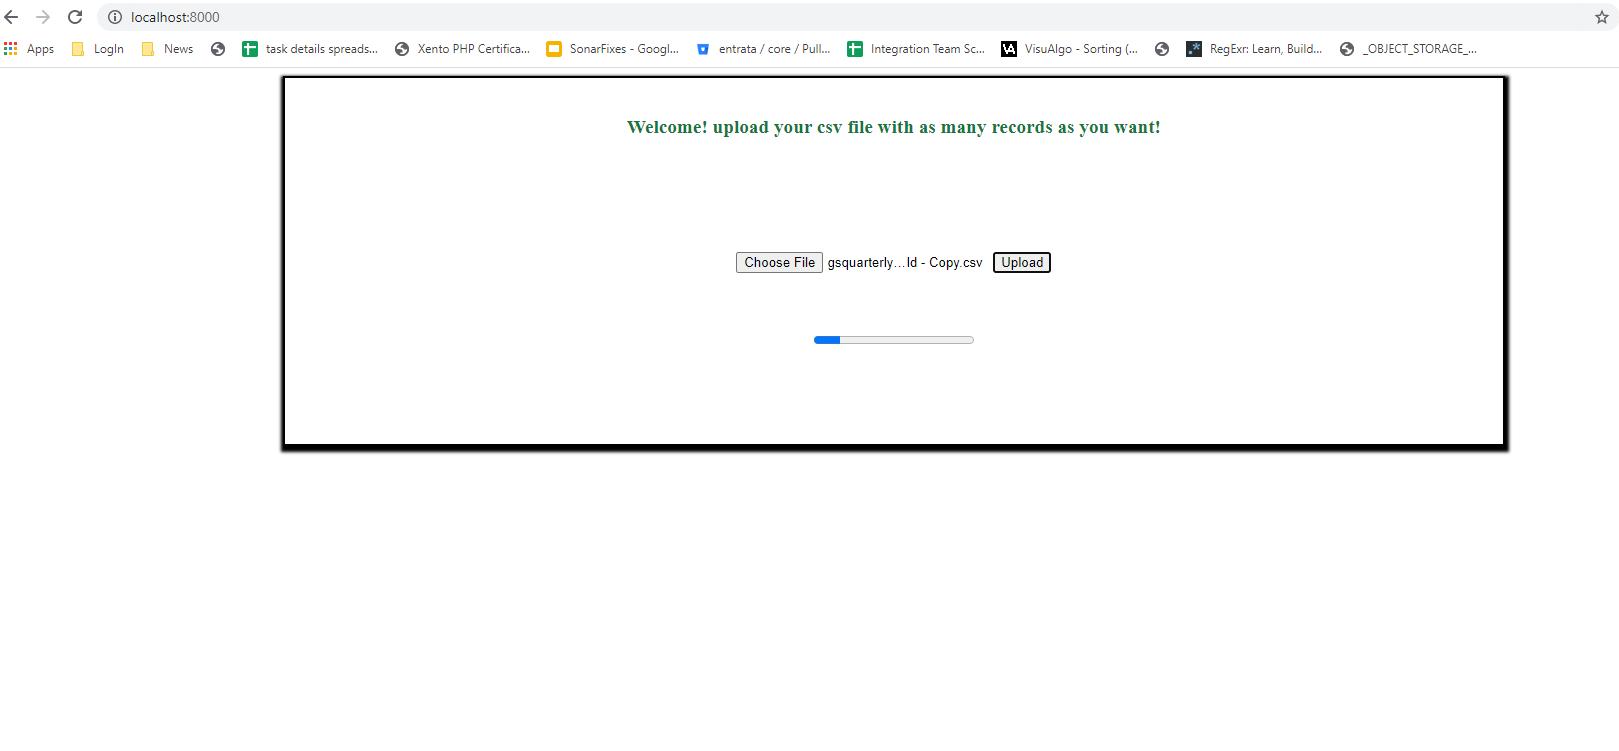 localhost:8000
Apps LogIn News task details spreads... Xento PHP Certifica... SonarFixes - Googl... entrata / core / Pull... Integration Team Sc... VA VisuAlgo - Sorting (... .* RegExr: Learn, Build... _OBJECT_STORAGE_...
Welcome! upload your csv file with as many records as you want!
Choose File gsquarterly...ld - Copy.csv Upload